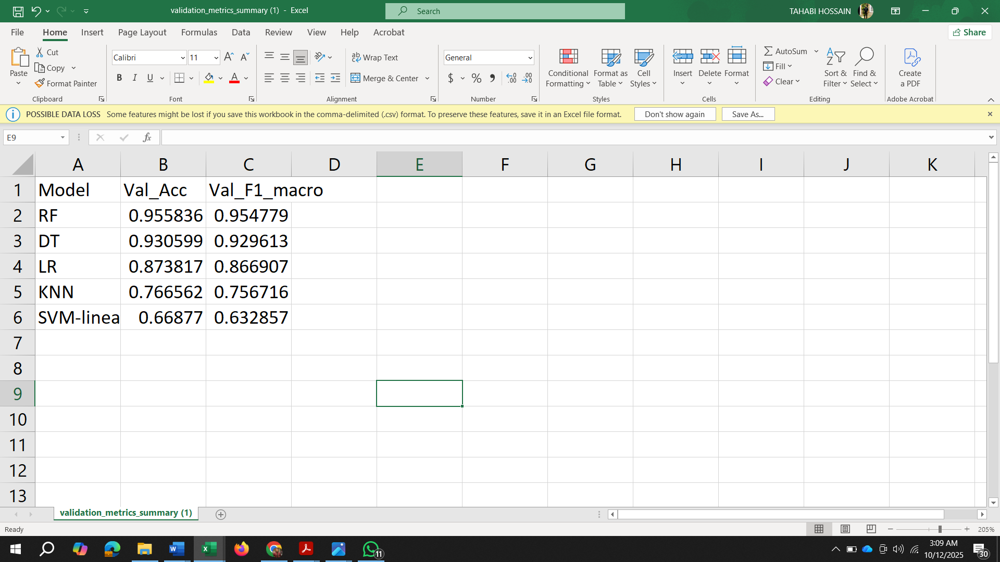 validation_metrics_summary (1) - Excel
Search
TAHABI HOSSAIN
File Home Insert Page Layout Formulas Data Review View Help Acrobat
Share
Paste
Cut
Copy
Format Painter
Clipboard
Calibri 11
B I U
Font
Wrap Text
Merge & Center
Alignment
General
$ % 9
Number
Conditional Formatting
Format as Table
Cell Styles
Styles
Insert
Delete
Format
Cells
AutoSum
Fill
Clear
Sort & Filter
Find & Select
Editing
Create a PDF
Adobe Acrobat
POSSIBLE DATA LOSS Some features might be lost if you save this workbook in the comma-delimited (.csv) format. To preserve these features, save it in an Excel file format. Don't show again Save As...
E9 fx
A B C D E F G H I J K
1 Model Val_Acc Val_F1_macro
2 RF 0.955836 0.954779
3 DT 0.930599 0.929613
4 LR 0.873817 0.866907
5 KNN 0.766562 0.756716
6 SVM-linea 0.66877 0.632857
7
8
9
10
11
12
13
validation_metrics_summary (1)
Ready
205%
11
3:09 AM
10/12/2025
30